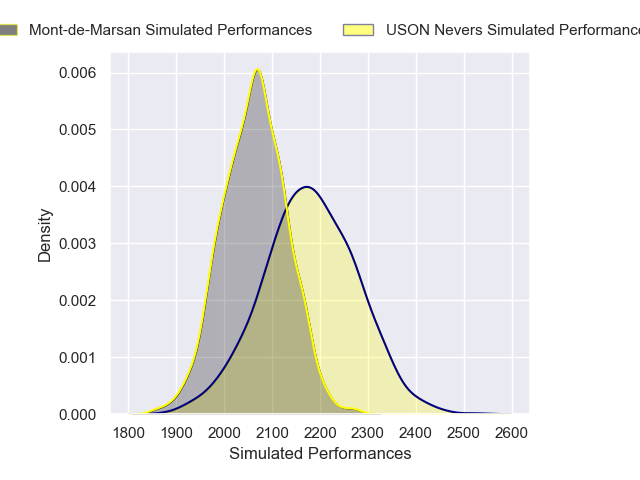 Mont-de-Marsan Simulated Performances USON Nevers Simulated Performance
0.006
0.005
0.004
0.003
0.002
0.001
0.000
Density
1800 1900 2000 2100 2200 2300 2400 2500 2600
Simulated Performances